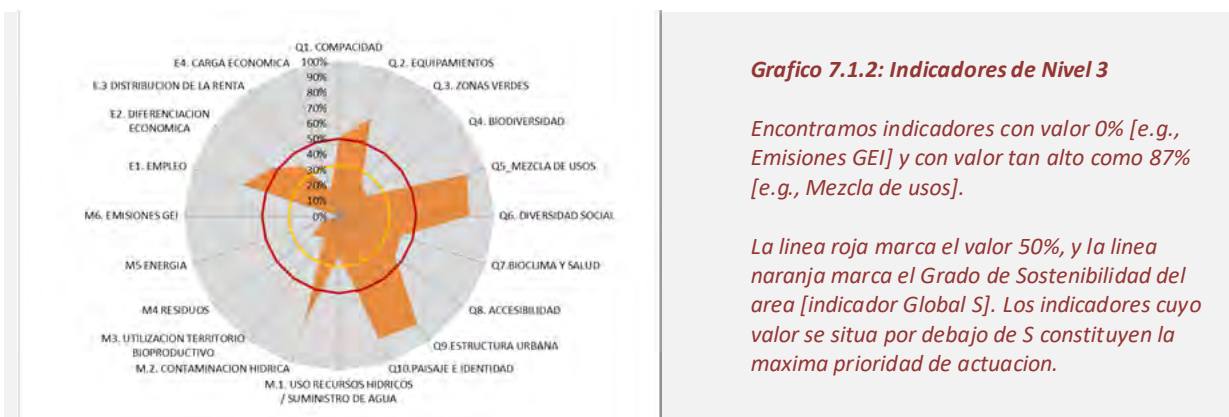 Q1. COMPACIDAD
E4. CARGA ECONOMICA
100%
Q.2. EQUIPAMIENTOS
E.3 DISTRIBUCION DE LA RENTA
90%
80%
Q.3. ZONAS VERDES
E2. DIFERENCIACION
ECONOMICA
70%
60%
Q4. BIODIVERSIDAD
50%
40%
E1. EMPLEO
30%
Q5_MEZCLA DE USOS
20%
10%
M6. EMISIONES GEI
0%
Q6. DIVERSIDAD SOCIAL
M5 ENERGIA
Q7.BIOCLIMA Y SALUD
M4 RESIDUOS
Q8. ACCESIBILIDAD
M3. UTILIZACION TERRITORIO
BIOPRODUCTIVO
Q9.ESTRUCTURA URBANA
M.2. CONTAMINACION HIDRICA
Q10.PAISAJE E IDENTIDAD
M.1. USO RECURSOS HIDRICOS
/ SUMINISTRO DE AGUA
Grafico 7.1.2: Indicadores de Nivel 3
Encontramos indicadores con valor 0% [e.g.,
Emisiones GEI] y con valor tan alto como 87%
[e.g., Mezcla de usos].
La linea roja marca el valor 50%, y la linea
naranja marca el Grado de Sostenibilidad del
area [indicador Global S]. Los indicadores cuyo
valor se situa por debajo de S constituyen la
maxima prioridad de actuacion.